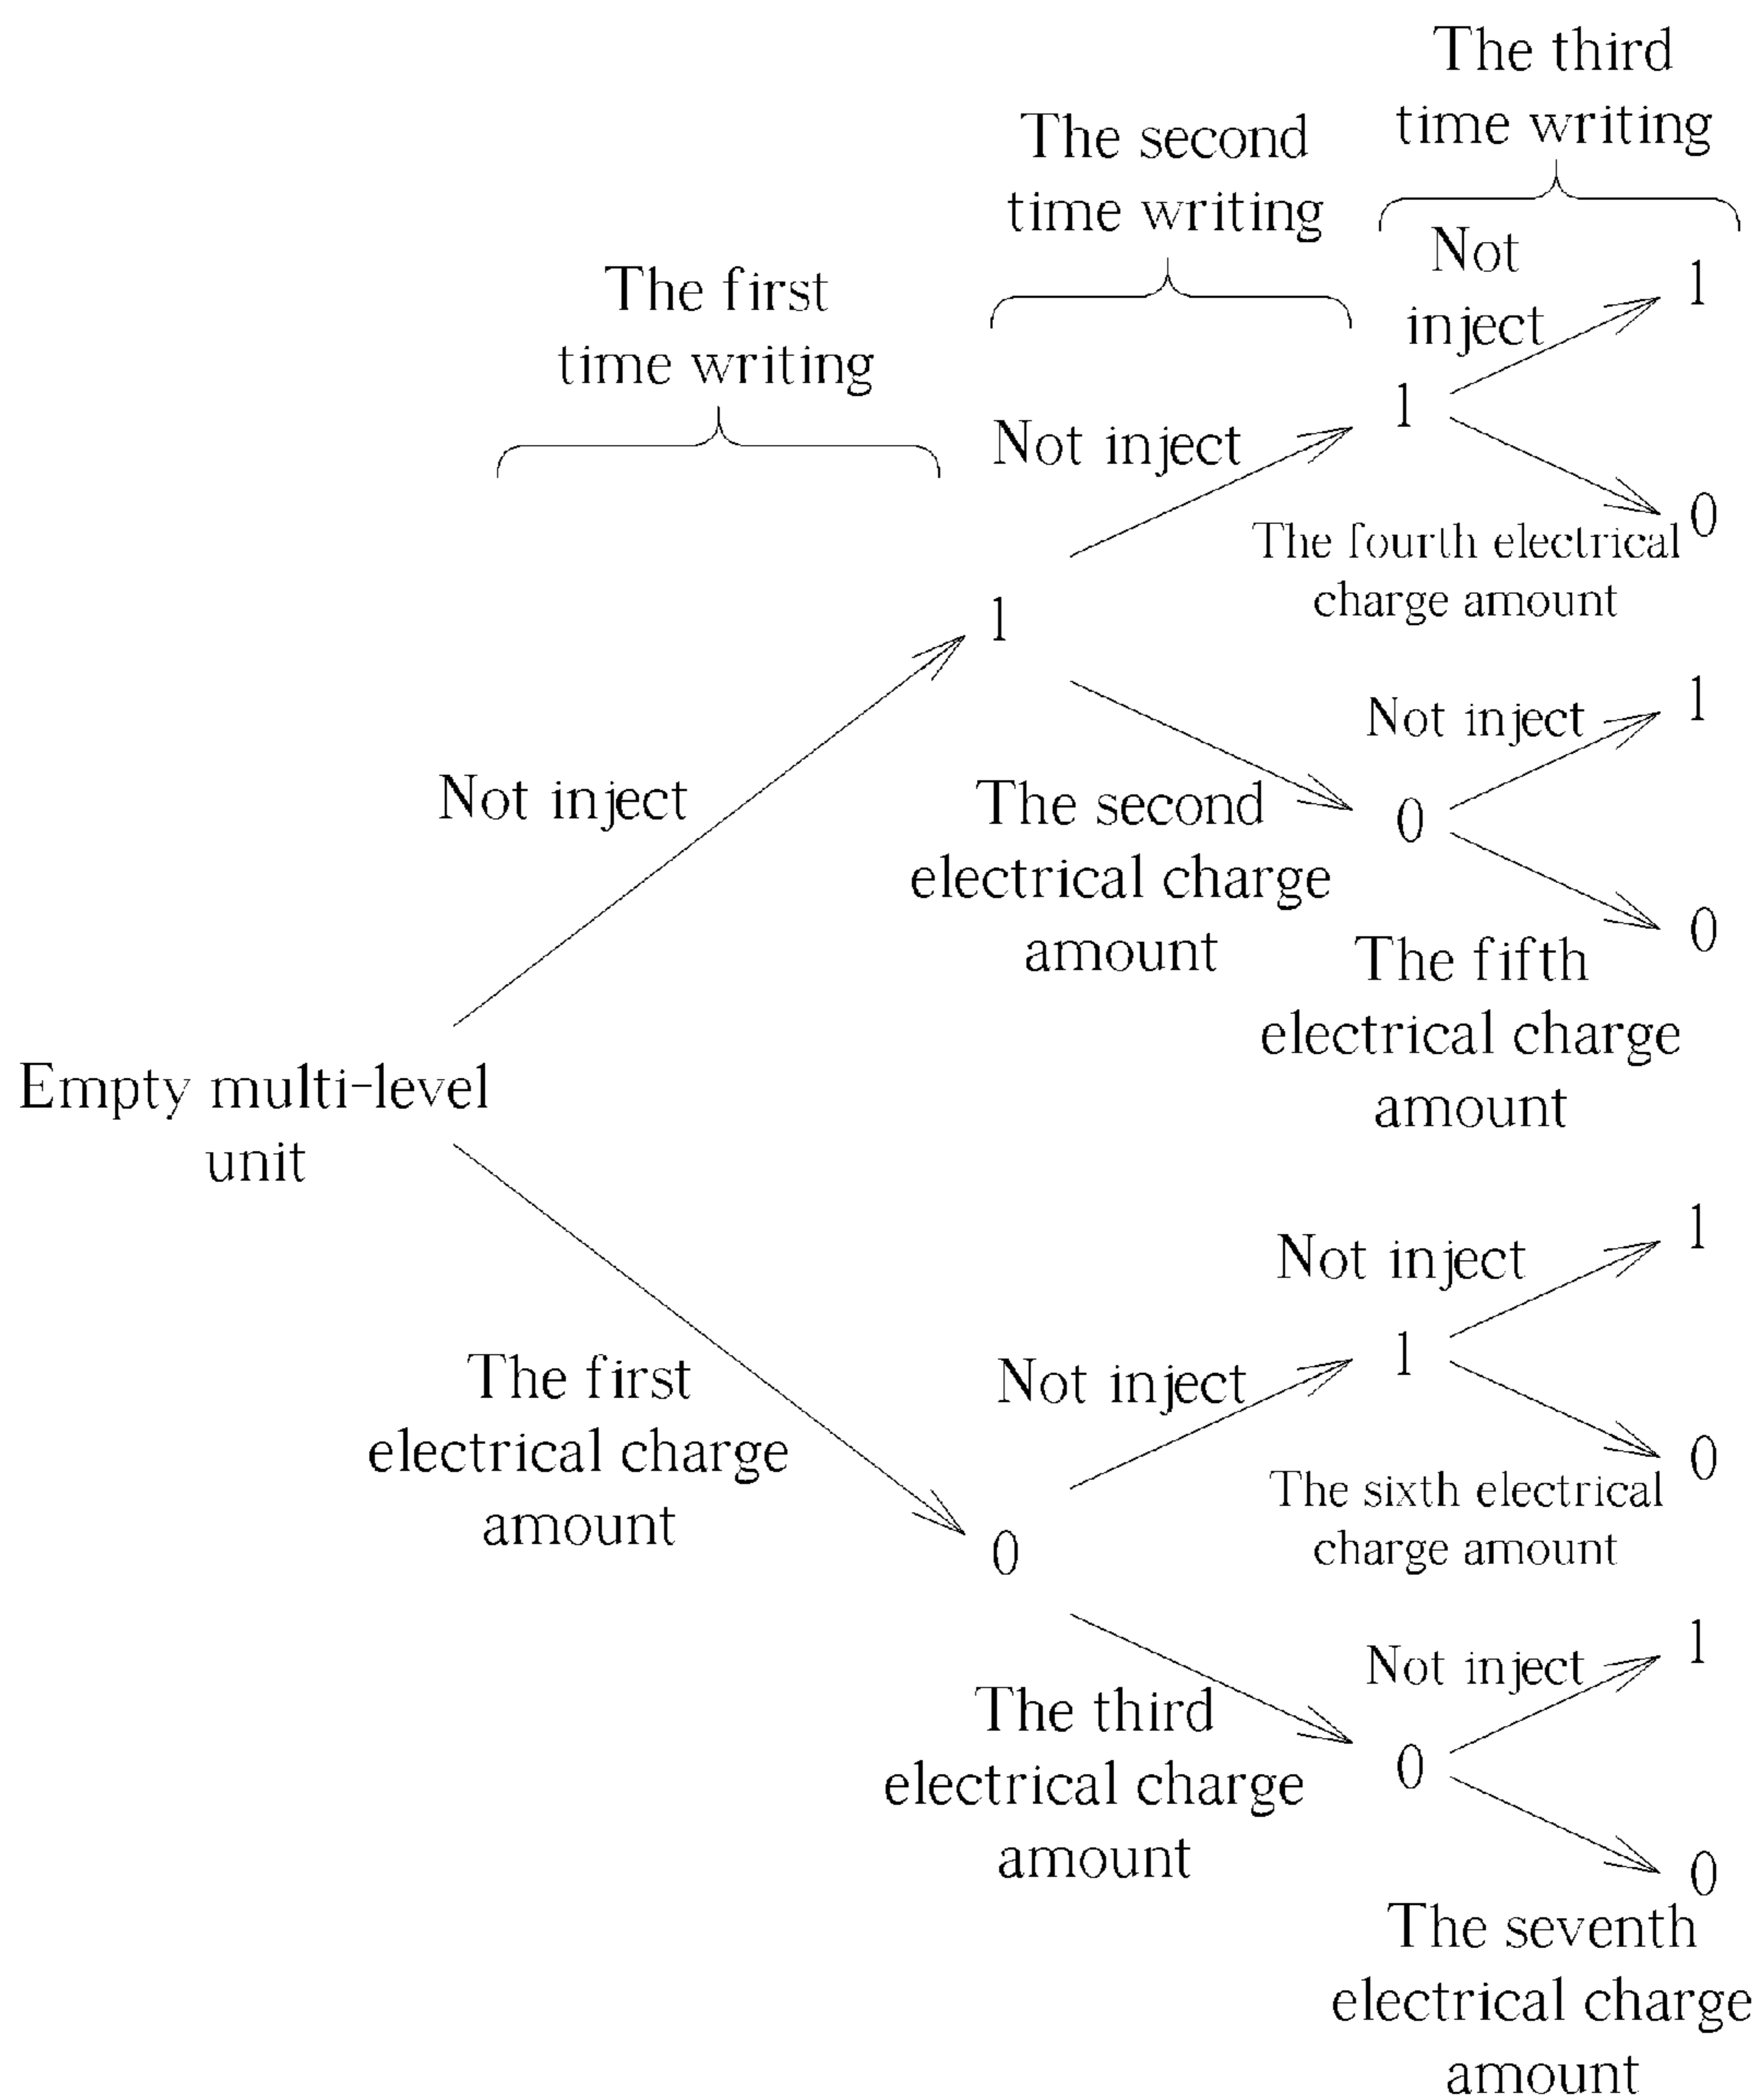 The third
time writing
The second
time writing
The first
time writing
Not
inject
1
1
0
Not inject
The fourth electrical
charge amount
1
Not inject
1
Not inject
The second
electrical charge
amount
0
0
The fifth
electrical charge
amount
Empty multi-level
unit
Not inject
1
The first
electrical charge
amount
Not inject
1
0
The sixth electrical
charge amount
0
Not inject
1
The third
electrical charge
amount
0
0
The seventh
electrical charge
amount